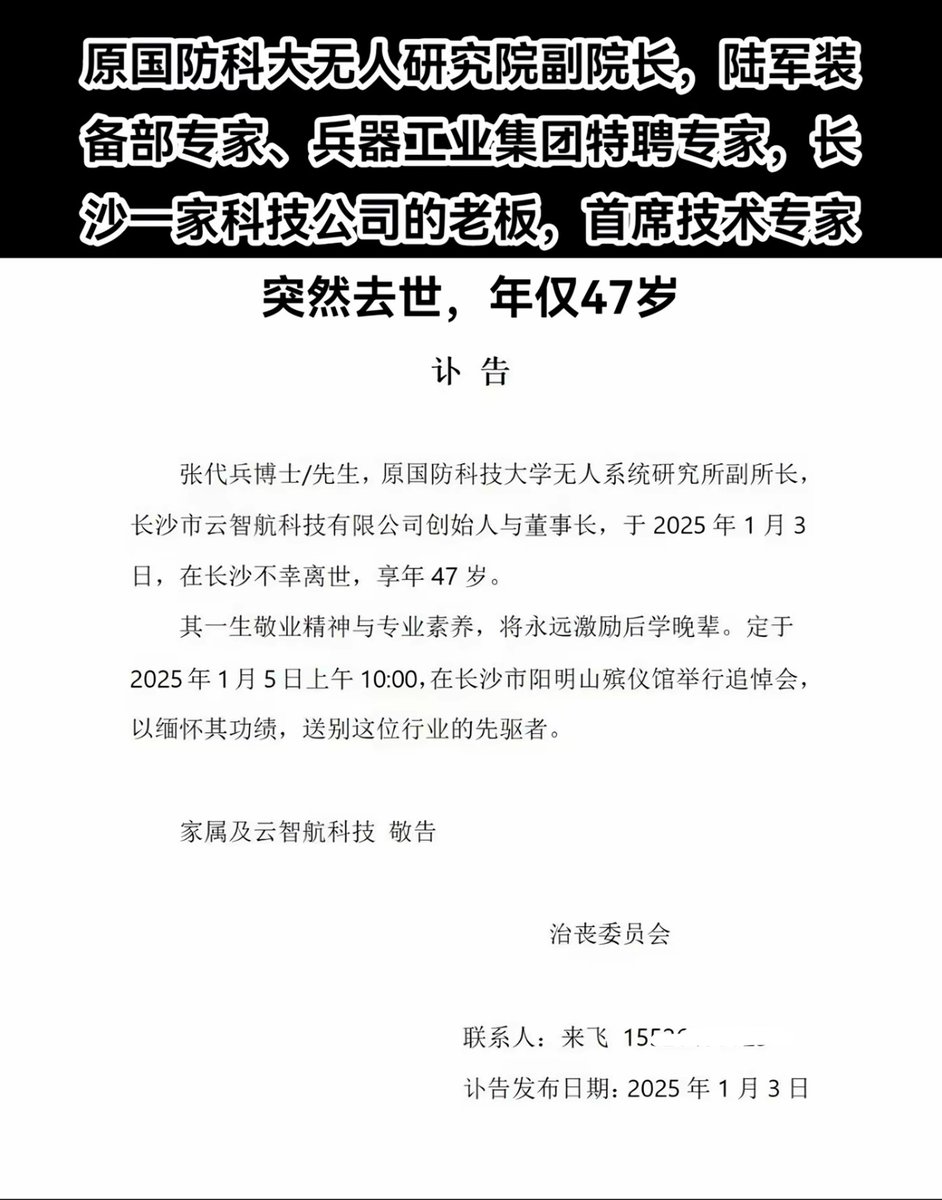 原国防科大无人研究院副院长，陆军装
备部专家、兵器工业集团特聘专家，长
沙一家科技公司的老板，首席技术专家
突然去世，年仅47岁
讣 告
张代兵博士/先生，原国防科技大学无人系统研究所副所长，
长沙市云智航科技有限公司创始人与董事长，于 2025 年 1 月 3
日，在长沙不幸离世，享年 47 岁。
其一生敬业精神与专业素养，将永远激励后学晚辈。定于
2025 年 1 月 5 日上午 10:00，在长沙市阳明山殡仪馆举行追悼会，
以缅怀其功绩，送别这位行业的先驱者。
家属及云智航科技 敬告
治丧委员会
联系人：来飞
讣告发布日期：2025 年 1 月 3 日